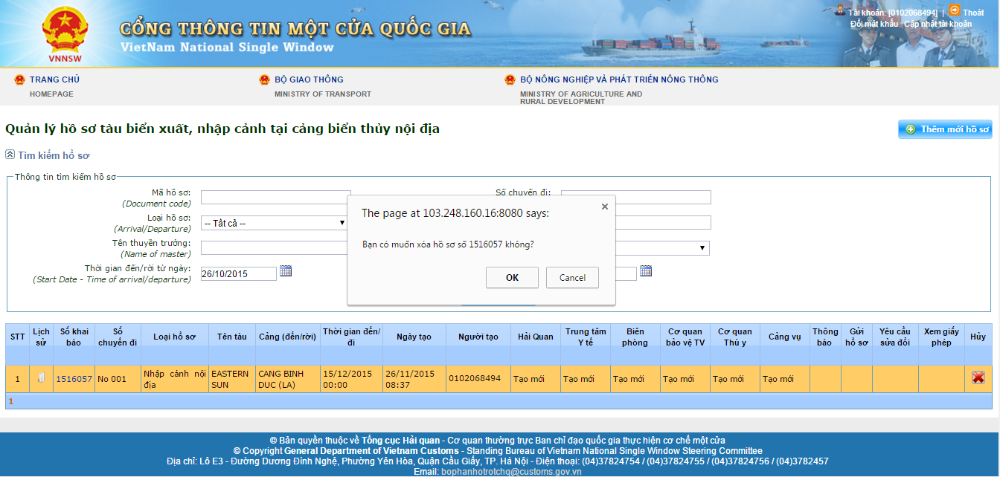 VNNSW
CỔNG THÔNG TIN MỘT CỬA QUỐC GIA
VietNam National Single Window
Tài khoản: [0102068494] | Thoát
Đổi mật khẩu Cập nhật tài khoản
TRANG CHỦ
HOMEPAGE
BỘ GIAO THÔNG
MINISTRY OF TRANSPORT
BỘ NÔNG NGHIỆP VÀ PHÁT TRIỂN NÔNG THÔNG
MINISTRY OF AGRICULTURE AND
RURAL DEVELOPMENT
Quản lý hồ sơ tàu biển xuất, nhập cảnh tại cảng biển thủy nội địa
Thêm mới hồ sơ
Tìm kiếm hồ sơ
Thông tin tìm kiếm hồ sơ
Mã hồ sơ:
(Document code)
Số chuyến đi:
Loại hồ sơ:
(Arrival/Departure)
-- Tất cả --
Tên thuyền trưởng:
(Name of master)
Thời gian đến/rời từ ngày:
(Start Date - Time of arrival/departure)
26/10/2015
The page at 103.248.160.16:8080 says:
Bạn có muốn xóa hồ sơ số 1516057 không?
OK
Cancel
STT
Lịch sử
Số khai báo
Số chuyến đi
Loại hồ sơ
Tên tàu
Cảng (đến/rời)
Thời gian đến/đi
Ngày tạo
Người tạo
Hải Quan
Trung tâm Y tế
Biên phòng
Cơ quan bảo vệ TV
Cơ quan Thú y
Cảng vụ
Thông báo
Gửi hồ sơ
Yêu cầu sửa đổi
Xem giấy phép
Hủy
1
1516057
No 001
Nhập cảnh nội địa
EASTERN SUN
CANG BINH DUC (LA)
15/12/2015 00:00
26/11/2015 08:37
0102068494
Tạo mới
Tạo mới
Tạo mới
Tạo mới
Tạo mới
Tạo mới
1
© Bản quyền thuộc về Tổng cục Hải quan - Cơ quan thường trực Ban chỉ đạo quốc gia thực hiện cơ chế một cửa
© Copyright General Department of Vietnam Customs - Standing Bureau of Vietnam National Single Window Steering Committee
Địa chỉ: Lô E3 - Đường Dương Đình Nghệ, Phường Yên Hòa, Quận Cầu Giấy, TP. Hà Nội - Điện thoại: (04)37824754 / (04)37824755 / (04)37824756 / (04)3782457
Email: bophanhotrotchq@customs.gov.vn